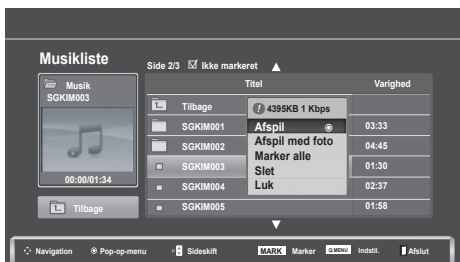 Musikliste
Side 2/3 ☑ Ikke markeret
Musik
SGKIM003
00:00/01:34
Tilbage
Titel Varighed
Tilbage
SGKIM001 03:33
SGKIM002 04:45
SGKIM003 01:30
SGKIM004 02:37
SGKIM005 01:58
4395KB 1 Kbps
Afspil
Afspil med foto
Marker alle
Slet
Luk
Navigation Pop-op-menu Sideskift MARK Marker Q.MENU Indstil. Afslut